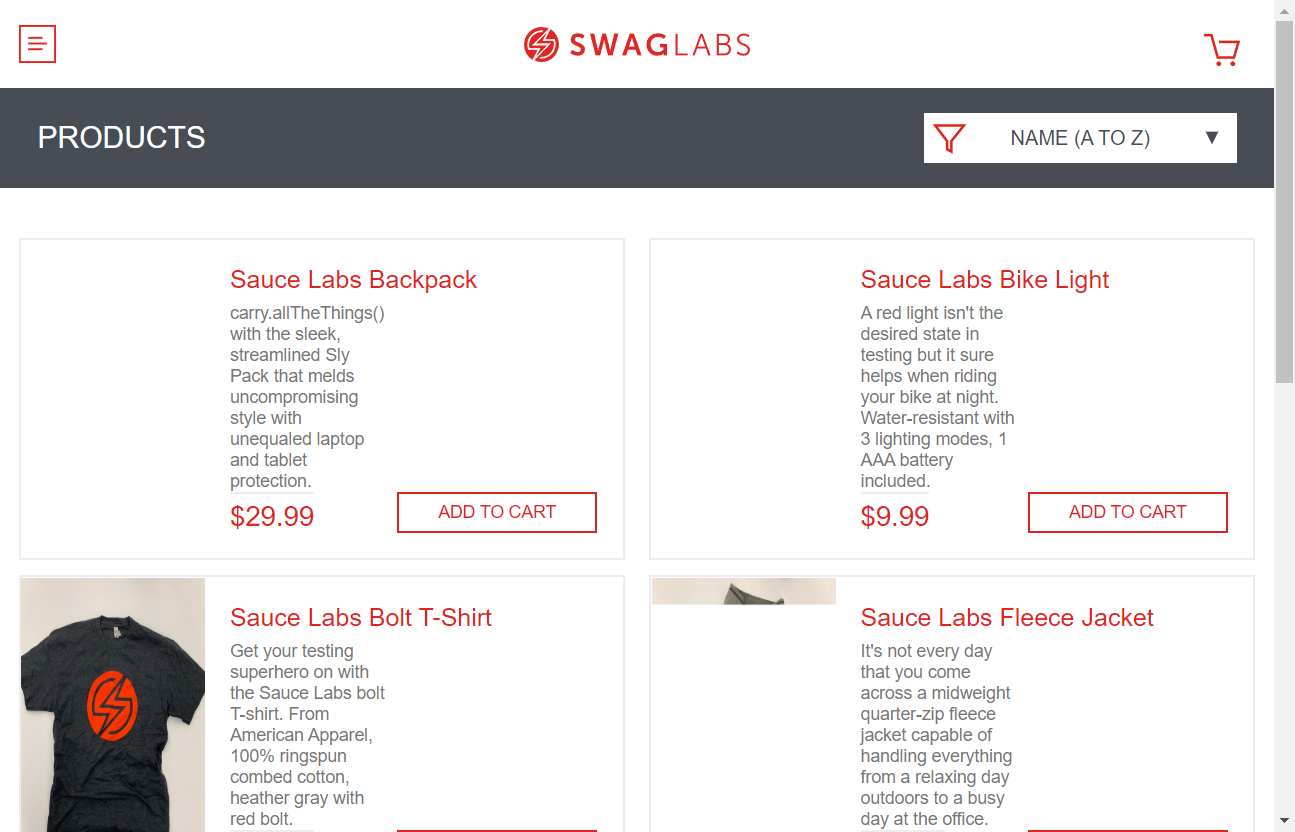 SWAGLABS
PRODUCTS
NAME (A TO Z)
Sauce Labs Backpack
carry.allTheThings()
with the sleek,
streamlined Sly
Pack that melds
uncompromising
style with
unequaled laptop
and tablet
protection.
$29.99
ADD TO CART
Sauce Labs Bike Light
A red light isn't the
desired state in
testing but it sure
helps when riding
your bike at night.
Water-resistant with
3 lighting modes, 1
AAA battery
included.
$9.99
ADD TO CART
Sauce Labs Bolt T-Shirt
Get your testing
superhero on with
the Sauce Labs bolt
T-shirt. From
American Apparel,
100% ringspun
combed cotton,
heather gray with
red bolt.
Sauce Labs Fleece Jacket
It's not every day
that you come
across a midweight
quarter-zip fleece
jacket capable of
handling everything
from a relaxing day
outdoors to a busy
day at the office.